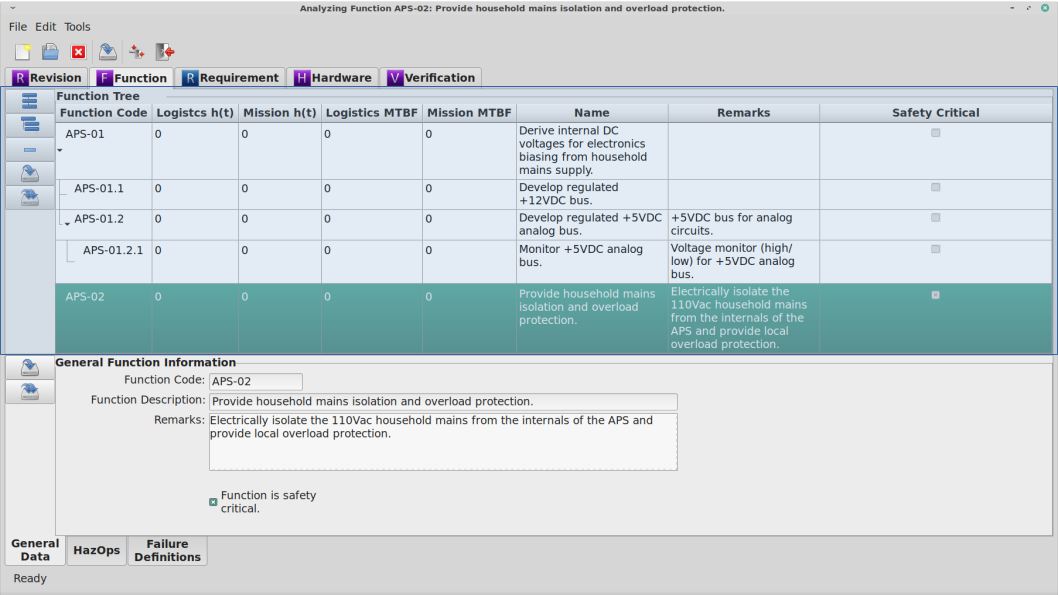 Analyzing Function APS-02: Provide household mains isolation and overload protection.
File Edit Tools
R Revision F Function R Requirement H Hardware V Verification
Function Tree
Function Code Logistcs h(t) Mission h(t) Logistics MTBF Mission MTBF Name Remarks Safety Critical
APS-01 0 0 0 0 Derive internal DC
voltages for electronics
biasing from household
mains supply.
APS-01.1 0 0 0 0 Develop regulated
+12VDC bus.
APS-01.2 0 0 0 0 Develop regulated +5VDC +5VDC bus for analog
analog bus. circuits.
APS-01.2.1 0 0 0 0 Monitor +5VDC analog Voltage monitor (high/
bus. low) for +5VDC analog
bus.
APS-02 0 0 0 0 Provide household mains Electrically isolate the
isolation and overload 110Vac household mains
protection. from the internals of the
APS and provide local
overload protection.
General Function Information
Function Code: APS-02
Function Description: Provide household mains isolation and overload protection.
Remarks: Electrically isolate the 110Vac household mains from the internals of the APS and
provide local overload protection.
Function is safety
critical.
General Data HazOps Failure Definitions
Ready